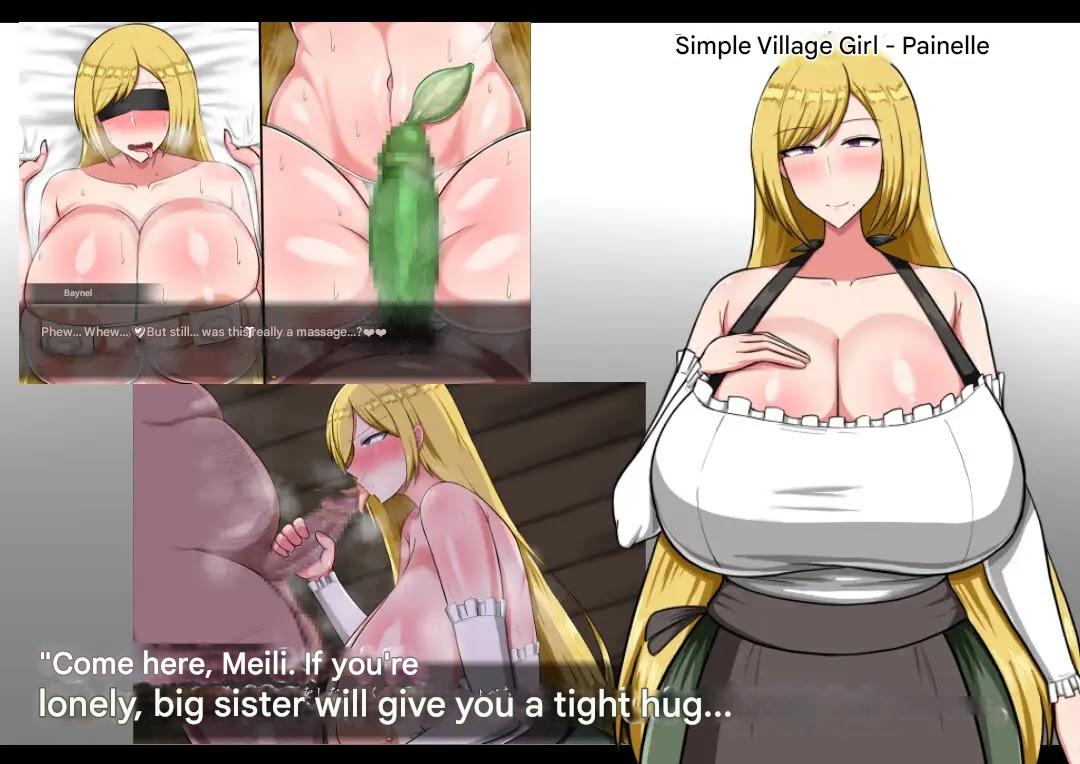 Simple Village Girl - Painelle
Baynel
Phew... Whew... 💕But still... was this really a massage...?❤❤
"Come here, Meili. If you're
lonely, big sister will give you a tight hug...